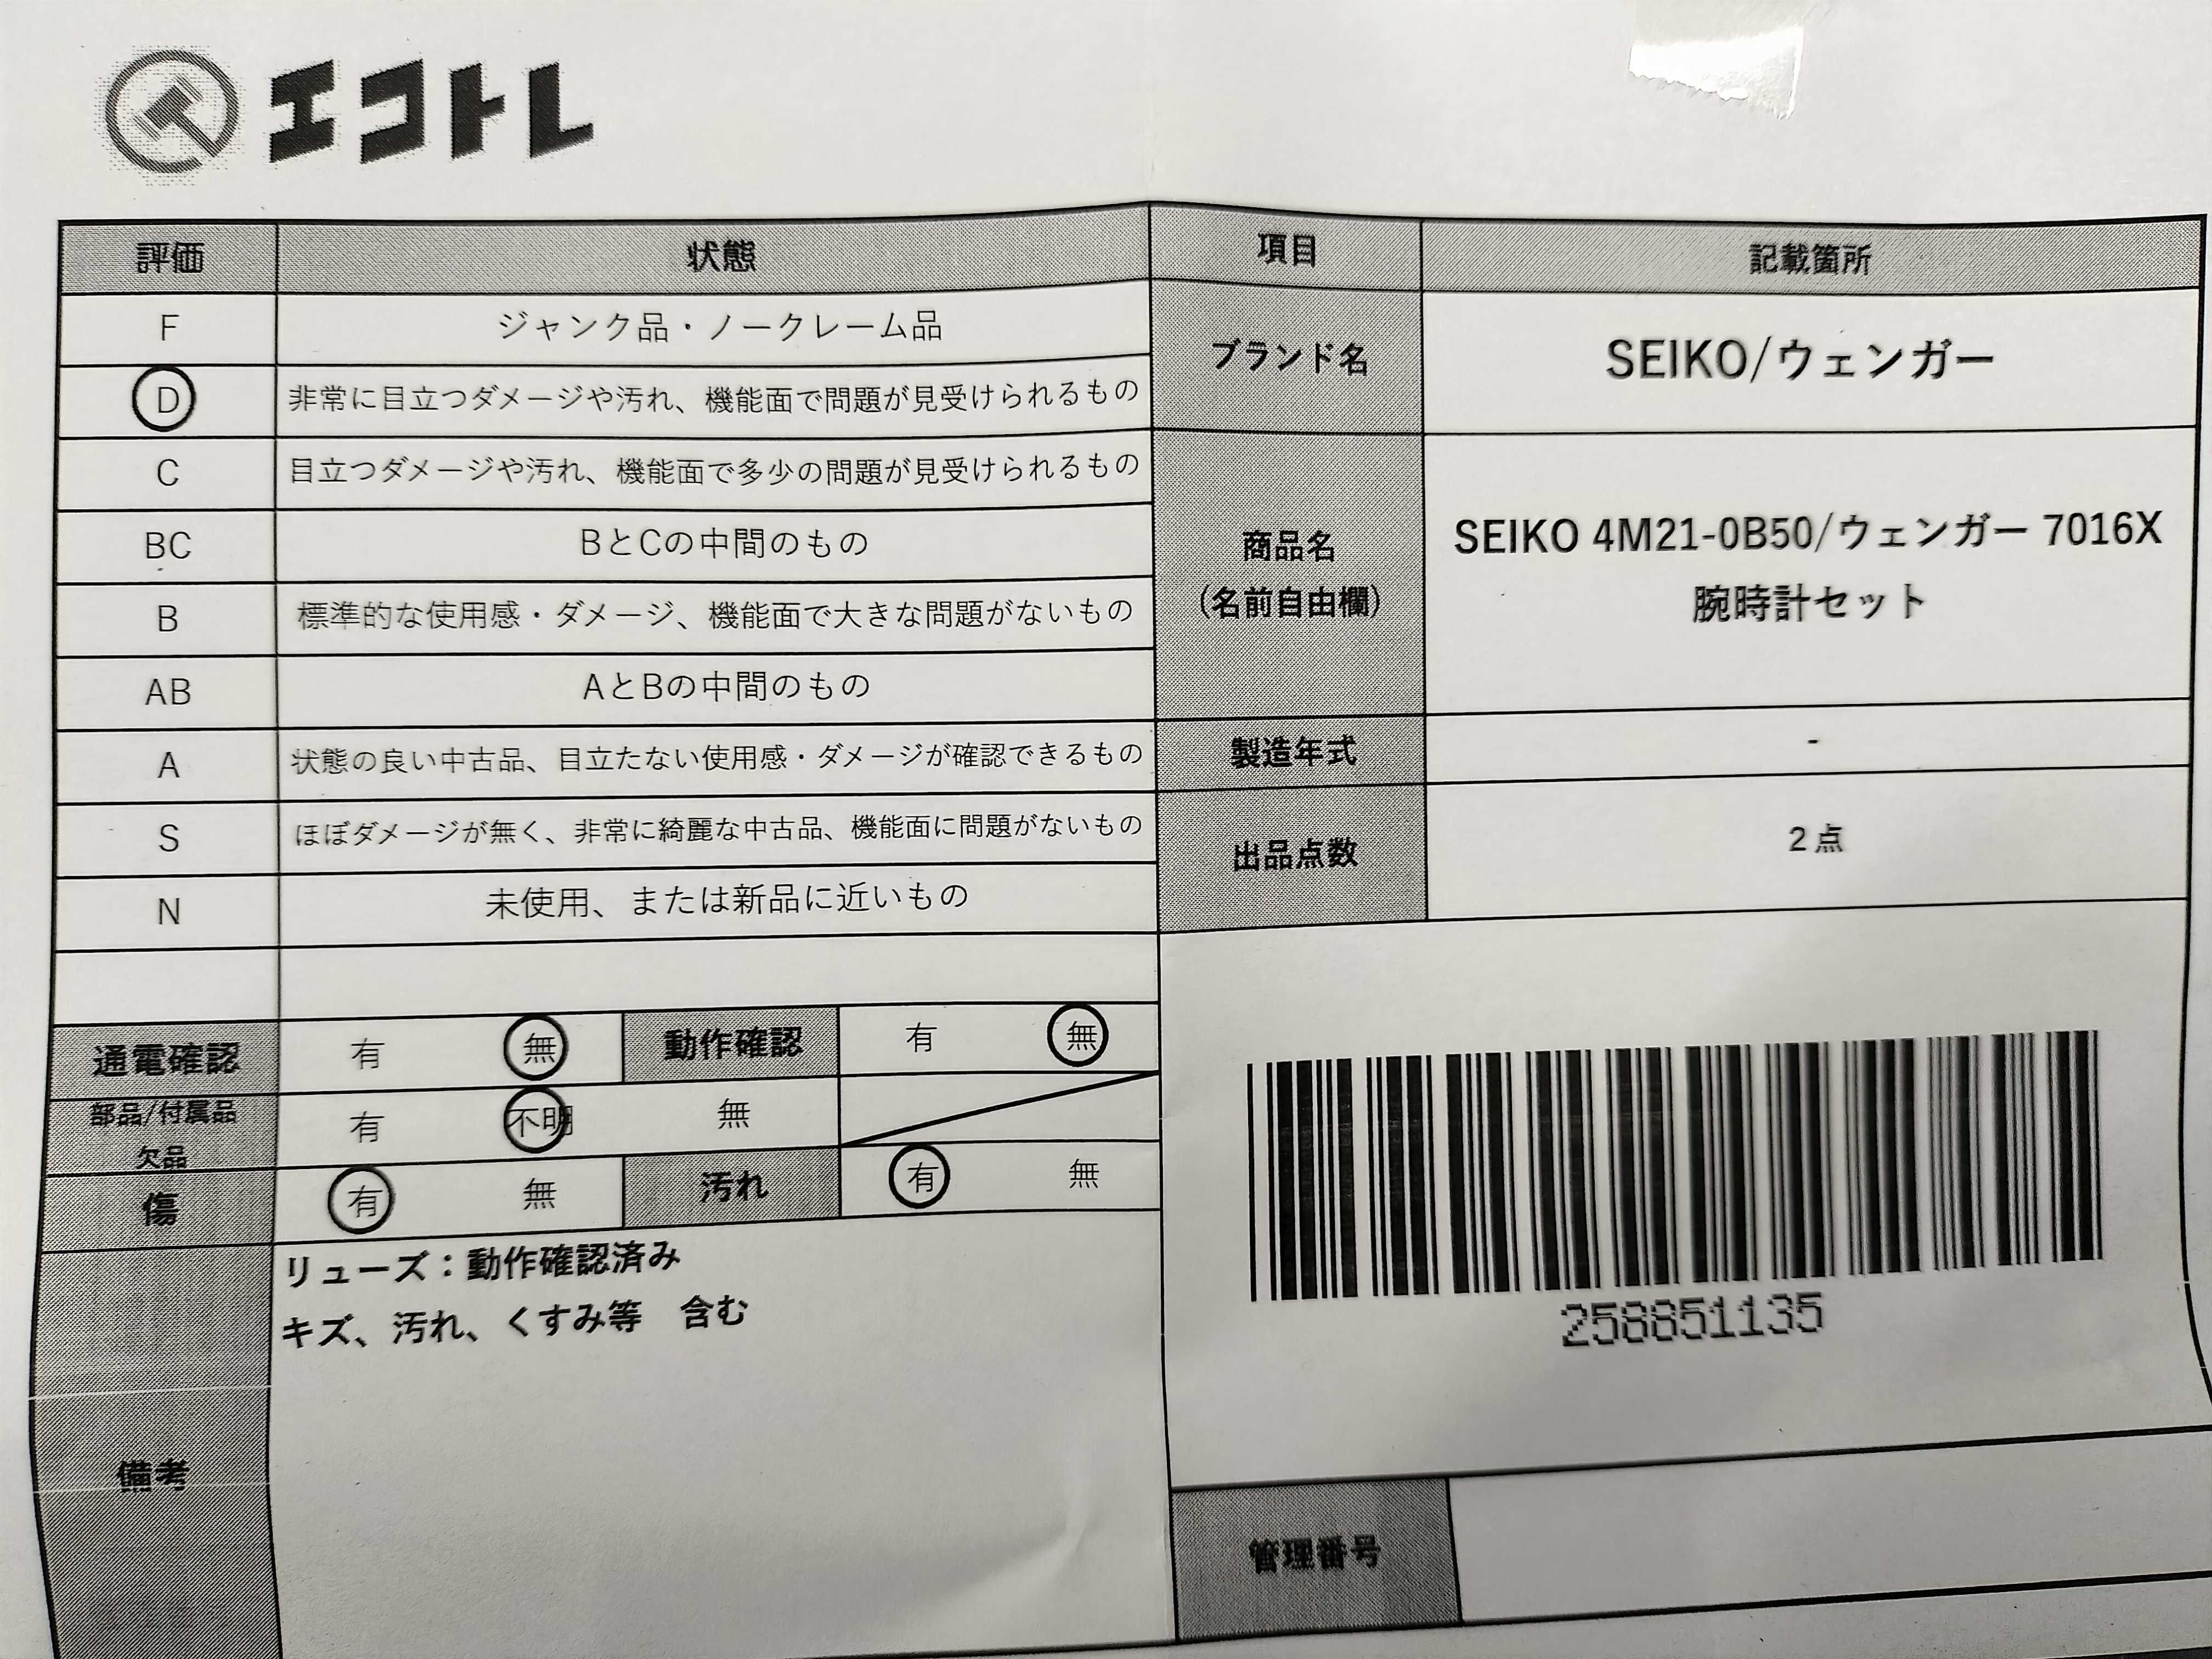 エコトレ
評価 状態
F ジャンク品・ノークレーム品
D 非常に目立つダメージや汚れ、機能面で問題が見受けられるもの
C 目立つダメージや汚れ、機能面で多少の問題が見受けられるもの
BC BとCの中間のもの
B 標準的な使用感・ダメージ、機能面で大きな問題がないもの
AB AとBの中間のもの
A 状態の良い中古品、目立たない使用感・ダメージが確認できるもの
S ほぼダメージが無く、非常に綺麗な中古品、機能面に問題がないもの
N 未使用、または新品に近いもの
通電確認 有 無 動作確認 有 無
部品/付属品
欠品 有 不明 無
傷 有 無 汚れ 有 無
備考
リューズ：動作確認済み
キズ、汚れ、くすみ等　含む
項目 記載箇所
ブランド名 SEIKO/ウェンガー
商品名
（名前自由欄）
SEIKO 4M21-0B50/ウェンガー 7016X
腕時計セット
製造年式 -
出品点数 2点
258851135
管理番号